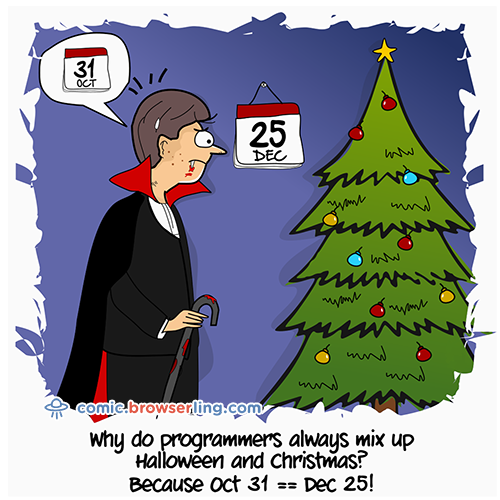 31
OCT
25
DEC
comic.browserling.com
Why do programmers always mix up
Halloween and Christmas?
Because Oct 31 == Dec 25!